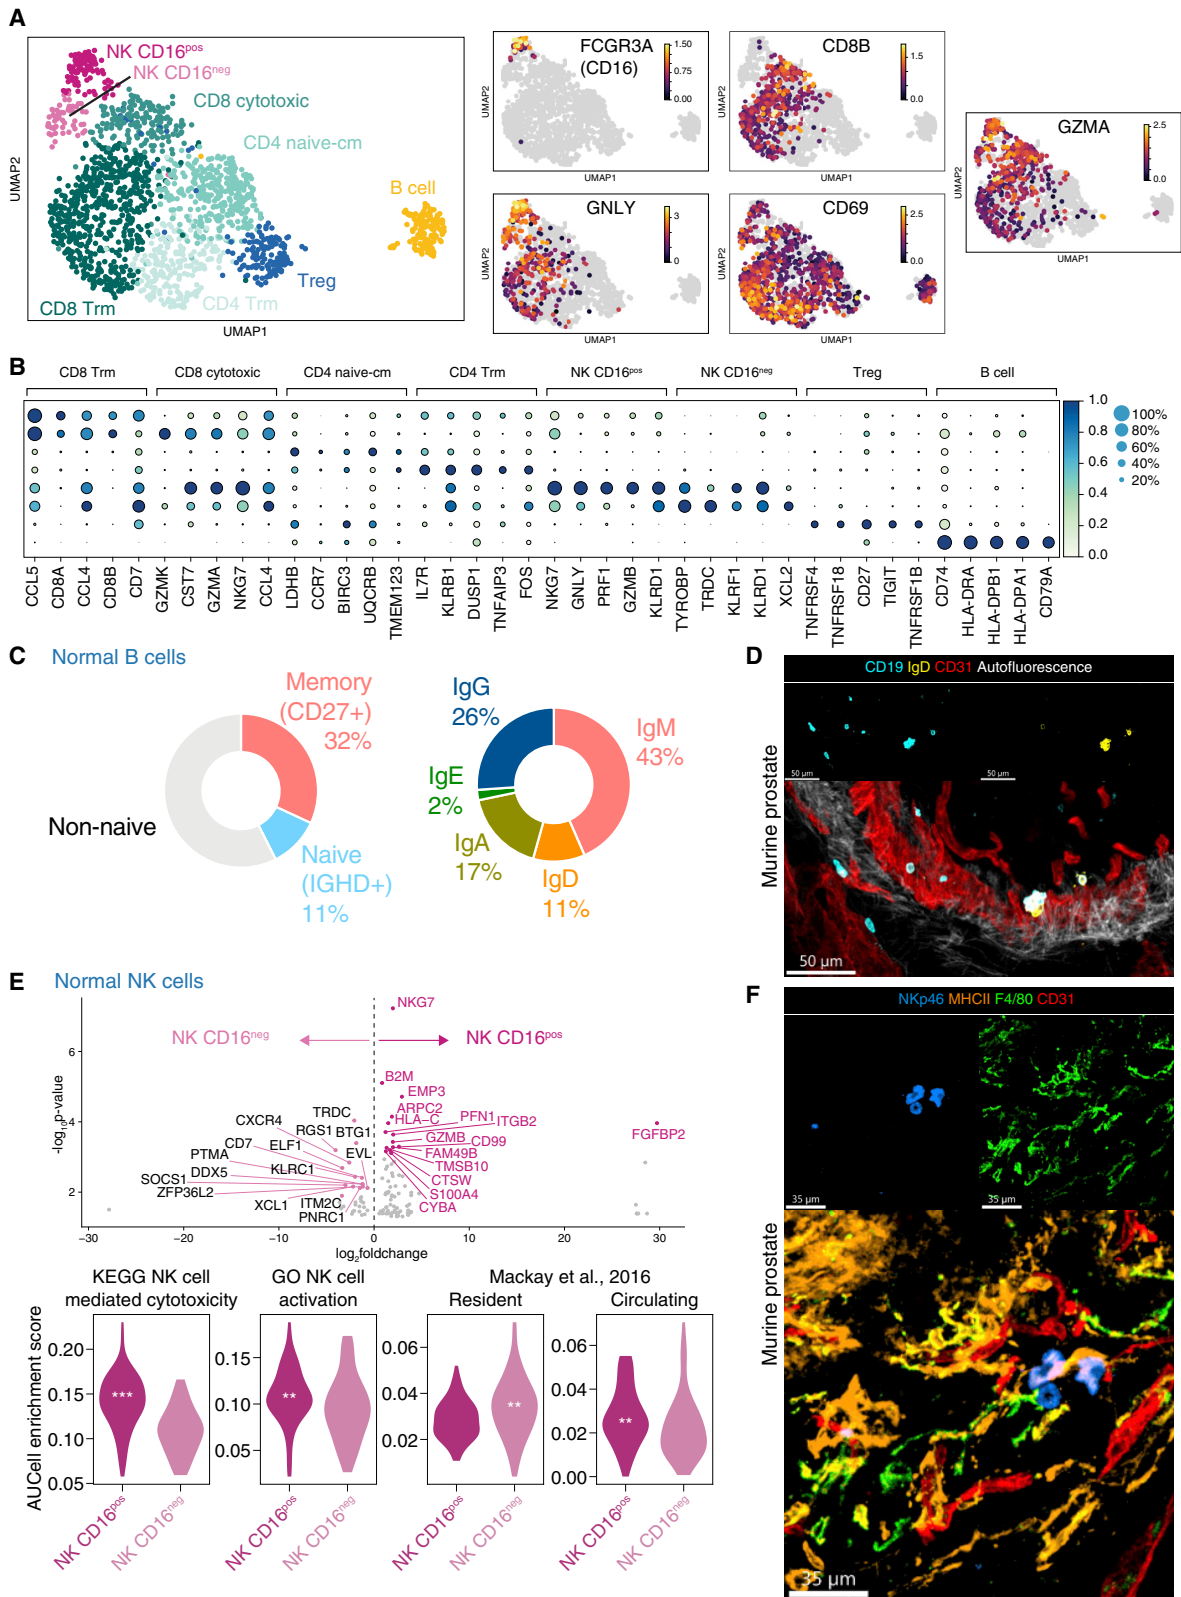 A
NK CD16pos
NK CD16neg
CD8 cytotoxic
CD4 naive-cm
B cell
Treg
CD4 Trm
CD8 Trm
UMAP2
UMAP1
FCGR3A
(CD16)
1.50
0.75
0.00
UMAP2
UMAP1
CD8B
1.5
0.0
UMAP2
UMAP1
GNLY
3
0
UMAP2
UMAP1
CD69
2.5
0.0
UMAP2
UMAP1
GZMA
2.5
0.0
UMAP2
UMAP1
B
CD8 Trm
CD8 cytotoxic
CD4 naive-cm
CD4 Trm
NK CD16pos
NK CD16neg
Treg
B cell
1.0
0.8
0.6
0.4
0.2
0.0
100%
80%
60%
40%
20%
CCL5
CD8A
CCL4
CD8B
CD7
GZMK
CST7
GZMA
NKG7
CCL4
LDHB
CCR7
BIRC3
UQCRB
TMEM123
IL7R
KLRB1
DUSP1
TNFAIP3
FOS
NKG7
GNLY
PRF1
GZMB
KLRD1
TYROBP
TRDC
KLRF1
KLRD1
XCL2
TNFRSF4
TNFRSF18
CD27
TIGIT
TNFRSF1B
CD74
HLA-DRA
HLA-DPB1
HLA-DPA1
CD79A
C
Normal B cells
Memory
(CD27+)
32%
Non-naive
Naive
(IGHD+)
11%
IgG
26%
IgM
43%
IgE
2%
IgA
17%
IgD
11%
D
CD19 IgD CD31 Autofluorescence
Murine prostate
50 µm
50 µm
50 µm
E
Normal NK cells
NKG7
NK CD16neg
NK CD16pos
B2M
EMP3
ARPC2
HLA−C
PFN1
ITGB2
GZMB
CD99
FAM49B
TMSB10
CTSW
S100A4
CYBA
FGFBP2
TRDC
CXCR4
RGS1
BTG1
CD7
ELF1
EVL
PTMA
KLRC1
DDX5
SOCS1
ZFP36L2
XCL1
ITM2C
PNRC1
-log10p-value
6
4
2
−30
−20
−10
0
10
20
30
log2foldchange
KEGG NK cell
mediated cytotoxicity
GO NK cell
activation
Mackay et al., 2016
Resident
Circulating
AUCell enrichment score
0.20
0.15
0.10
0.05
***
0.15
0.10
0.05
**
0.06
0.04
0.02
**
0.06
0.04
0.02
0.00
**
NK CD16pos
NK CD16neg
NK CD16pos
NK CD16neg
NK CD16pos
NK CD16neg
NK CD16pos
NK CD16neg
F
NKp46 MHCII F4/80 CD31
Murine prostate
35 µm
35 µm
35 µm